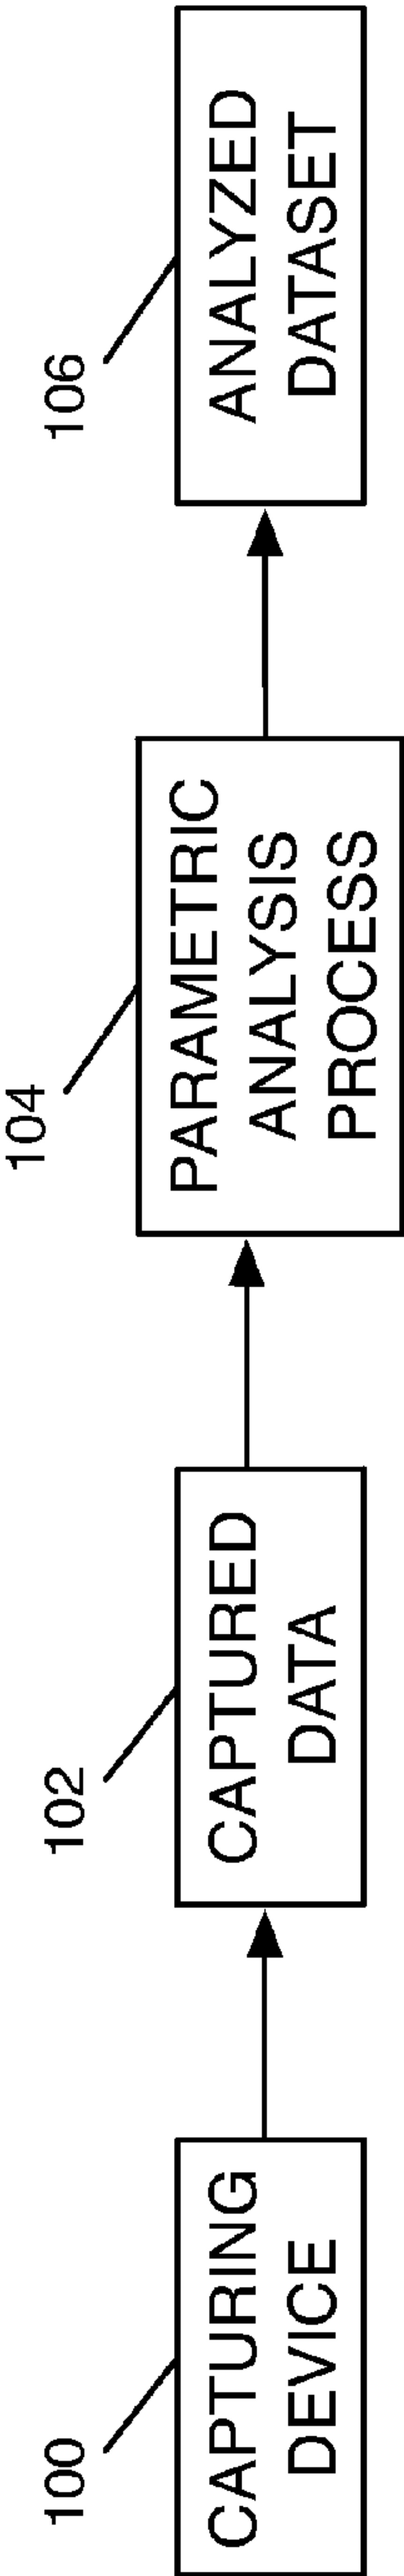 100
CAPTURING
DEVICE
102
CAPTURED
DATA
104
PARAMETRIC
ANALYSIS
PROCESS
106
ANALYZED
DATASET